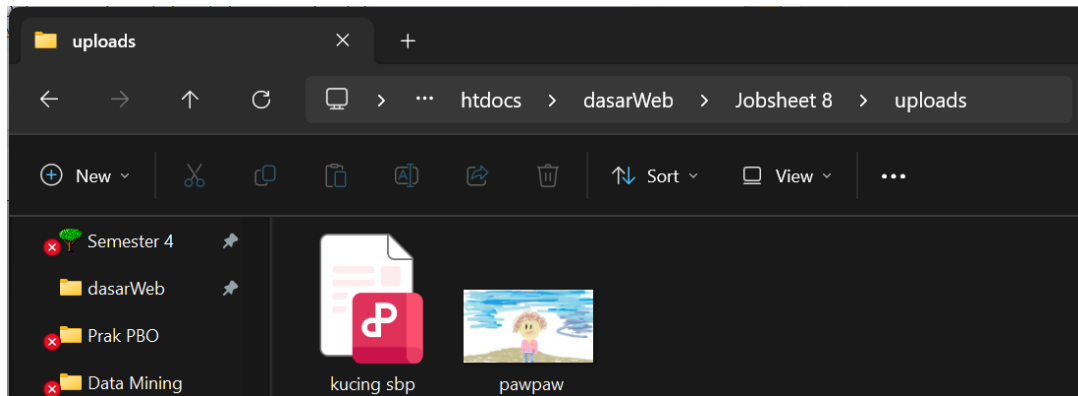 uploads
htdocs > dasarWeb > Jobsheet 8 > uploads
New
Sort
View
Semester 4
dasarWeb
Prak PBO
Data Mining
kucing sbp
pawpaw